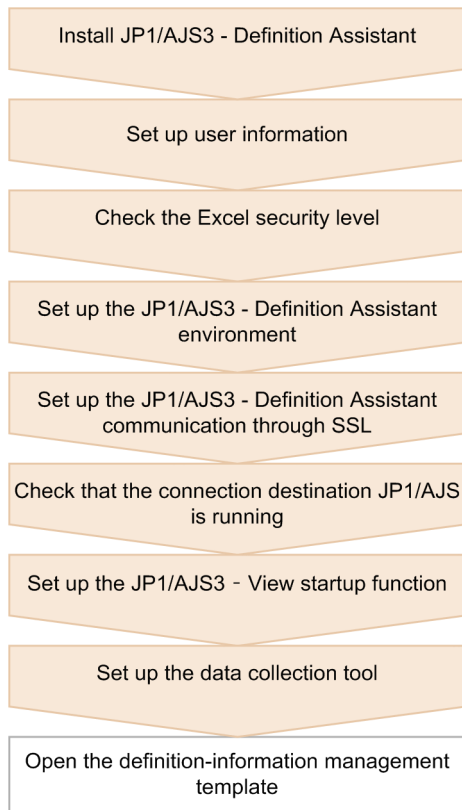 Install JP1/AJS3 - Definition Assistant
Set up user information
Check the Excel security level
Set up the JP1/AJS3 - Definition Assistant
environment
Set up the JP1/AJS3 - Definition Assistant
communication through SSL
Check that the connection destination JP1/AJS
is running
Set up the JP1/AJS3 - View startup function
Set up the data collection tool
Open the definition-information management
template